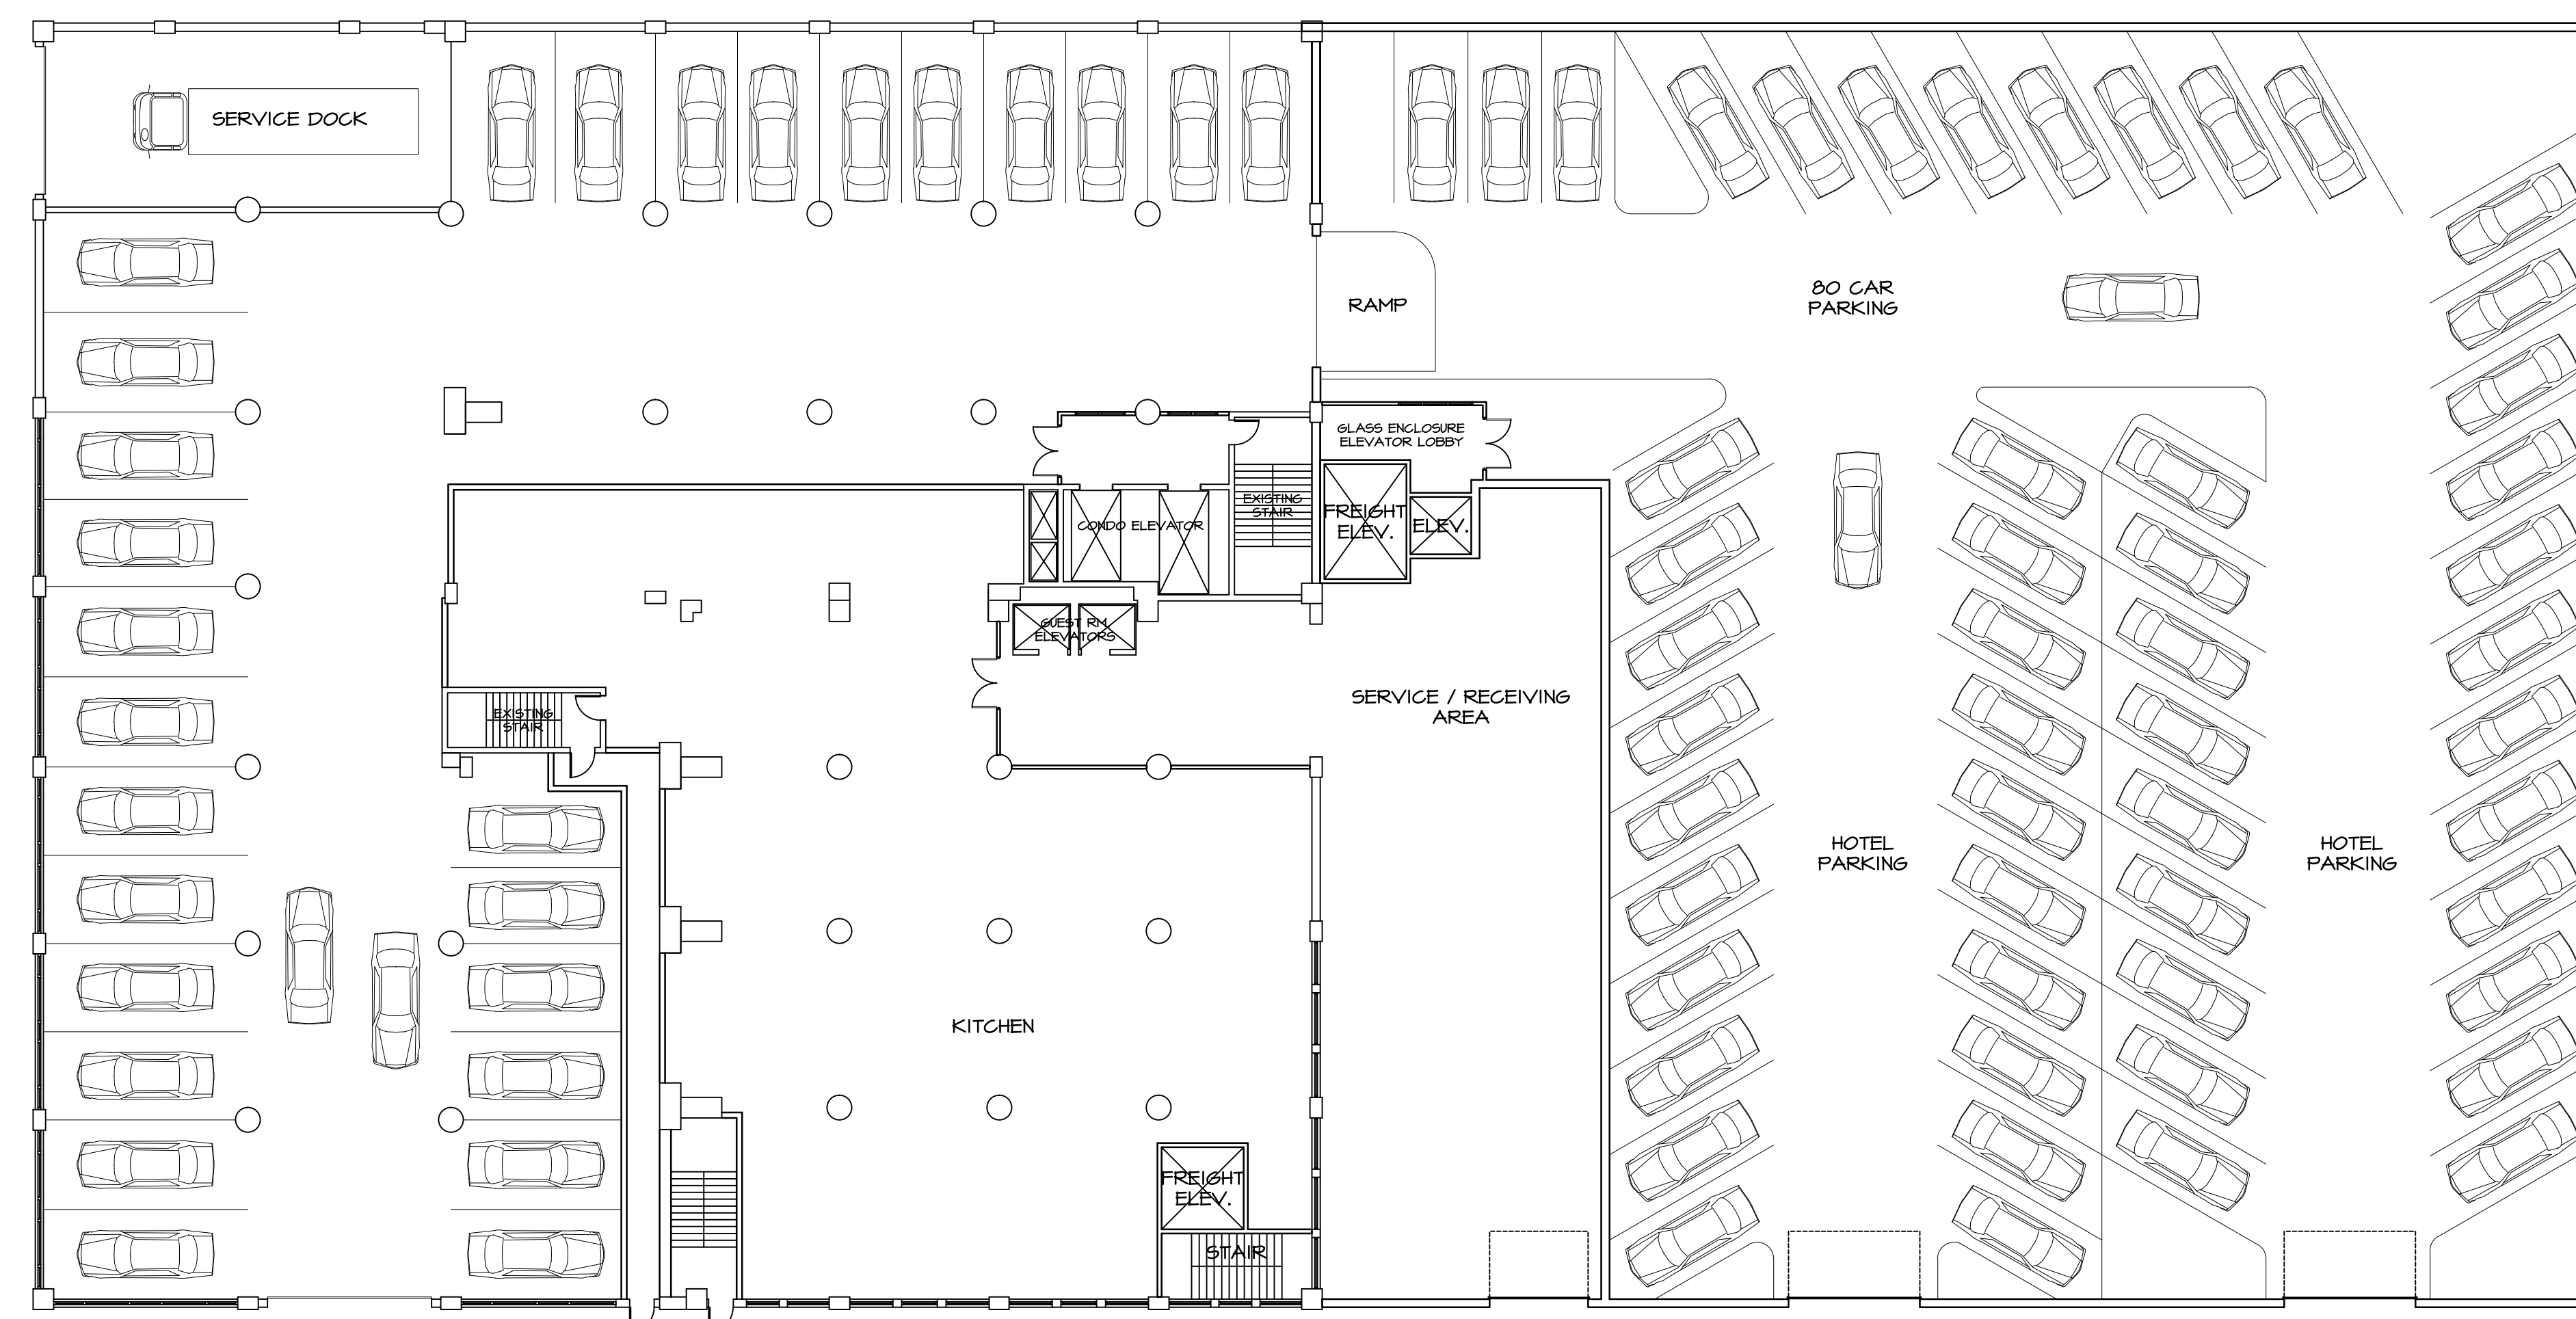 SERVICE DOCK
RAMP
80 CAR
PARKING
GLASS ENCLOSURE
ELEVATOR LOBBY
EXISTING
STAIR
FREIGHT
ELEV.
ELEV.
CONDO ELEVATOR
GUEST RM.
ELEVATORS
SERVICE / RECEIVING
AREA
EXISTING
STAIR
HOTEL
PARKING
HOTEL
PARKING
KITCHEN
FREIGHT
ELEV.
STAIR